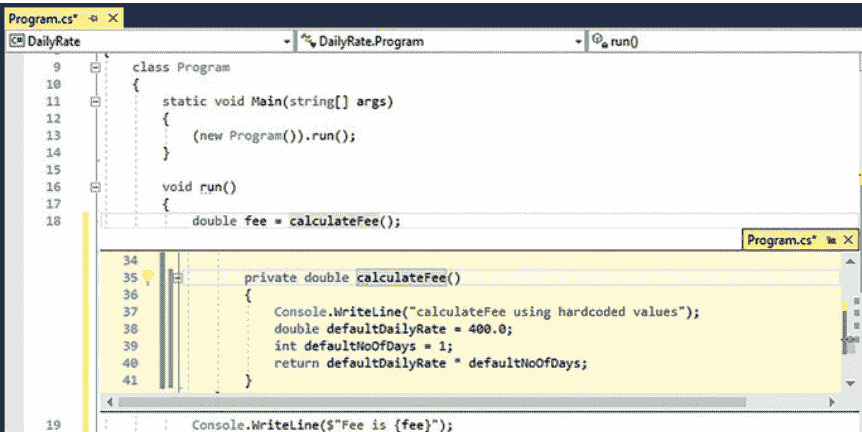 Program.cs*
DailyRate DailyRate.Program run()
9 class Program
10 {
11 static void Main(string[] args)
12 {
13 (new Program()).run();
14 }
15
16 void run()
17 {
18 double fee = calculateFee();
Program.cs*
34
35 private double calculateFee()
36 {
37 Console.WriteLine("calculateFee using hardcoded values");
38 double defaultDailyRate = 400.0;
39 int defaultNoOfDays = 1;
40 return defaultDailyRate * defaultNoOfDays;
41 }
19 Console.WriteLine($"Fee is {fee}");